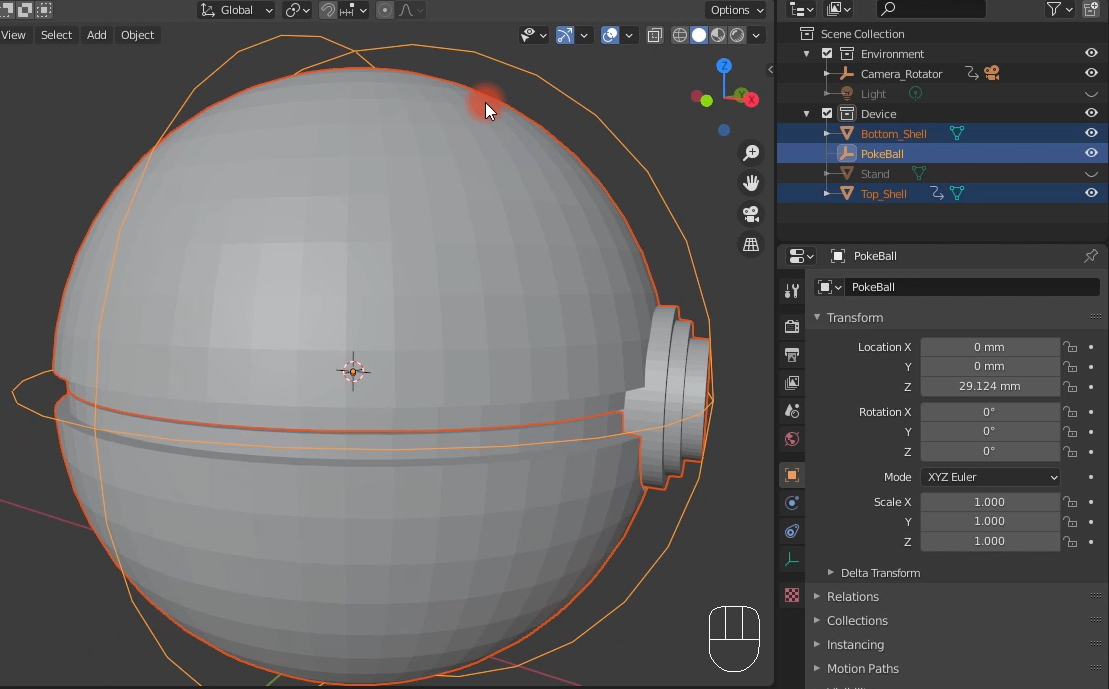 Global
Options
View Select Add Object
Z
Y
X
Scene Collection
Environment
Camera_Rotator
Light
Device
Bottom_Shell
PokeBall
Stand
Top_Shell
PokeBall
PokeBall
Transform
Location X 0 mm
Y 0 mm
Z 29.124 mm
Rotation X 0°
Y 0°
Z 0°
Mode XYZ Euler
Scale X 1.000
Y 1.000
Z 1.000
Delta Transform
Relations
Collections
Instancing
Motion Paths